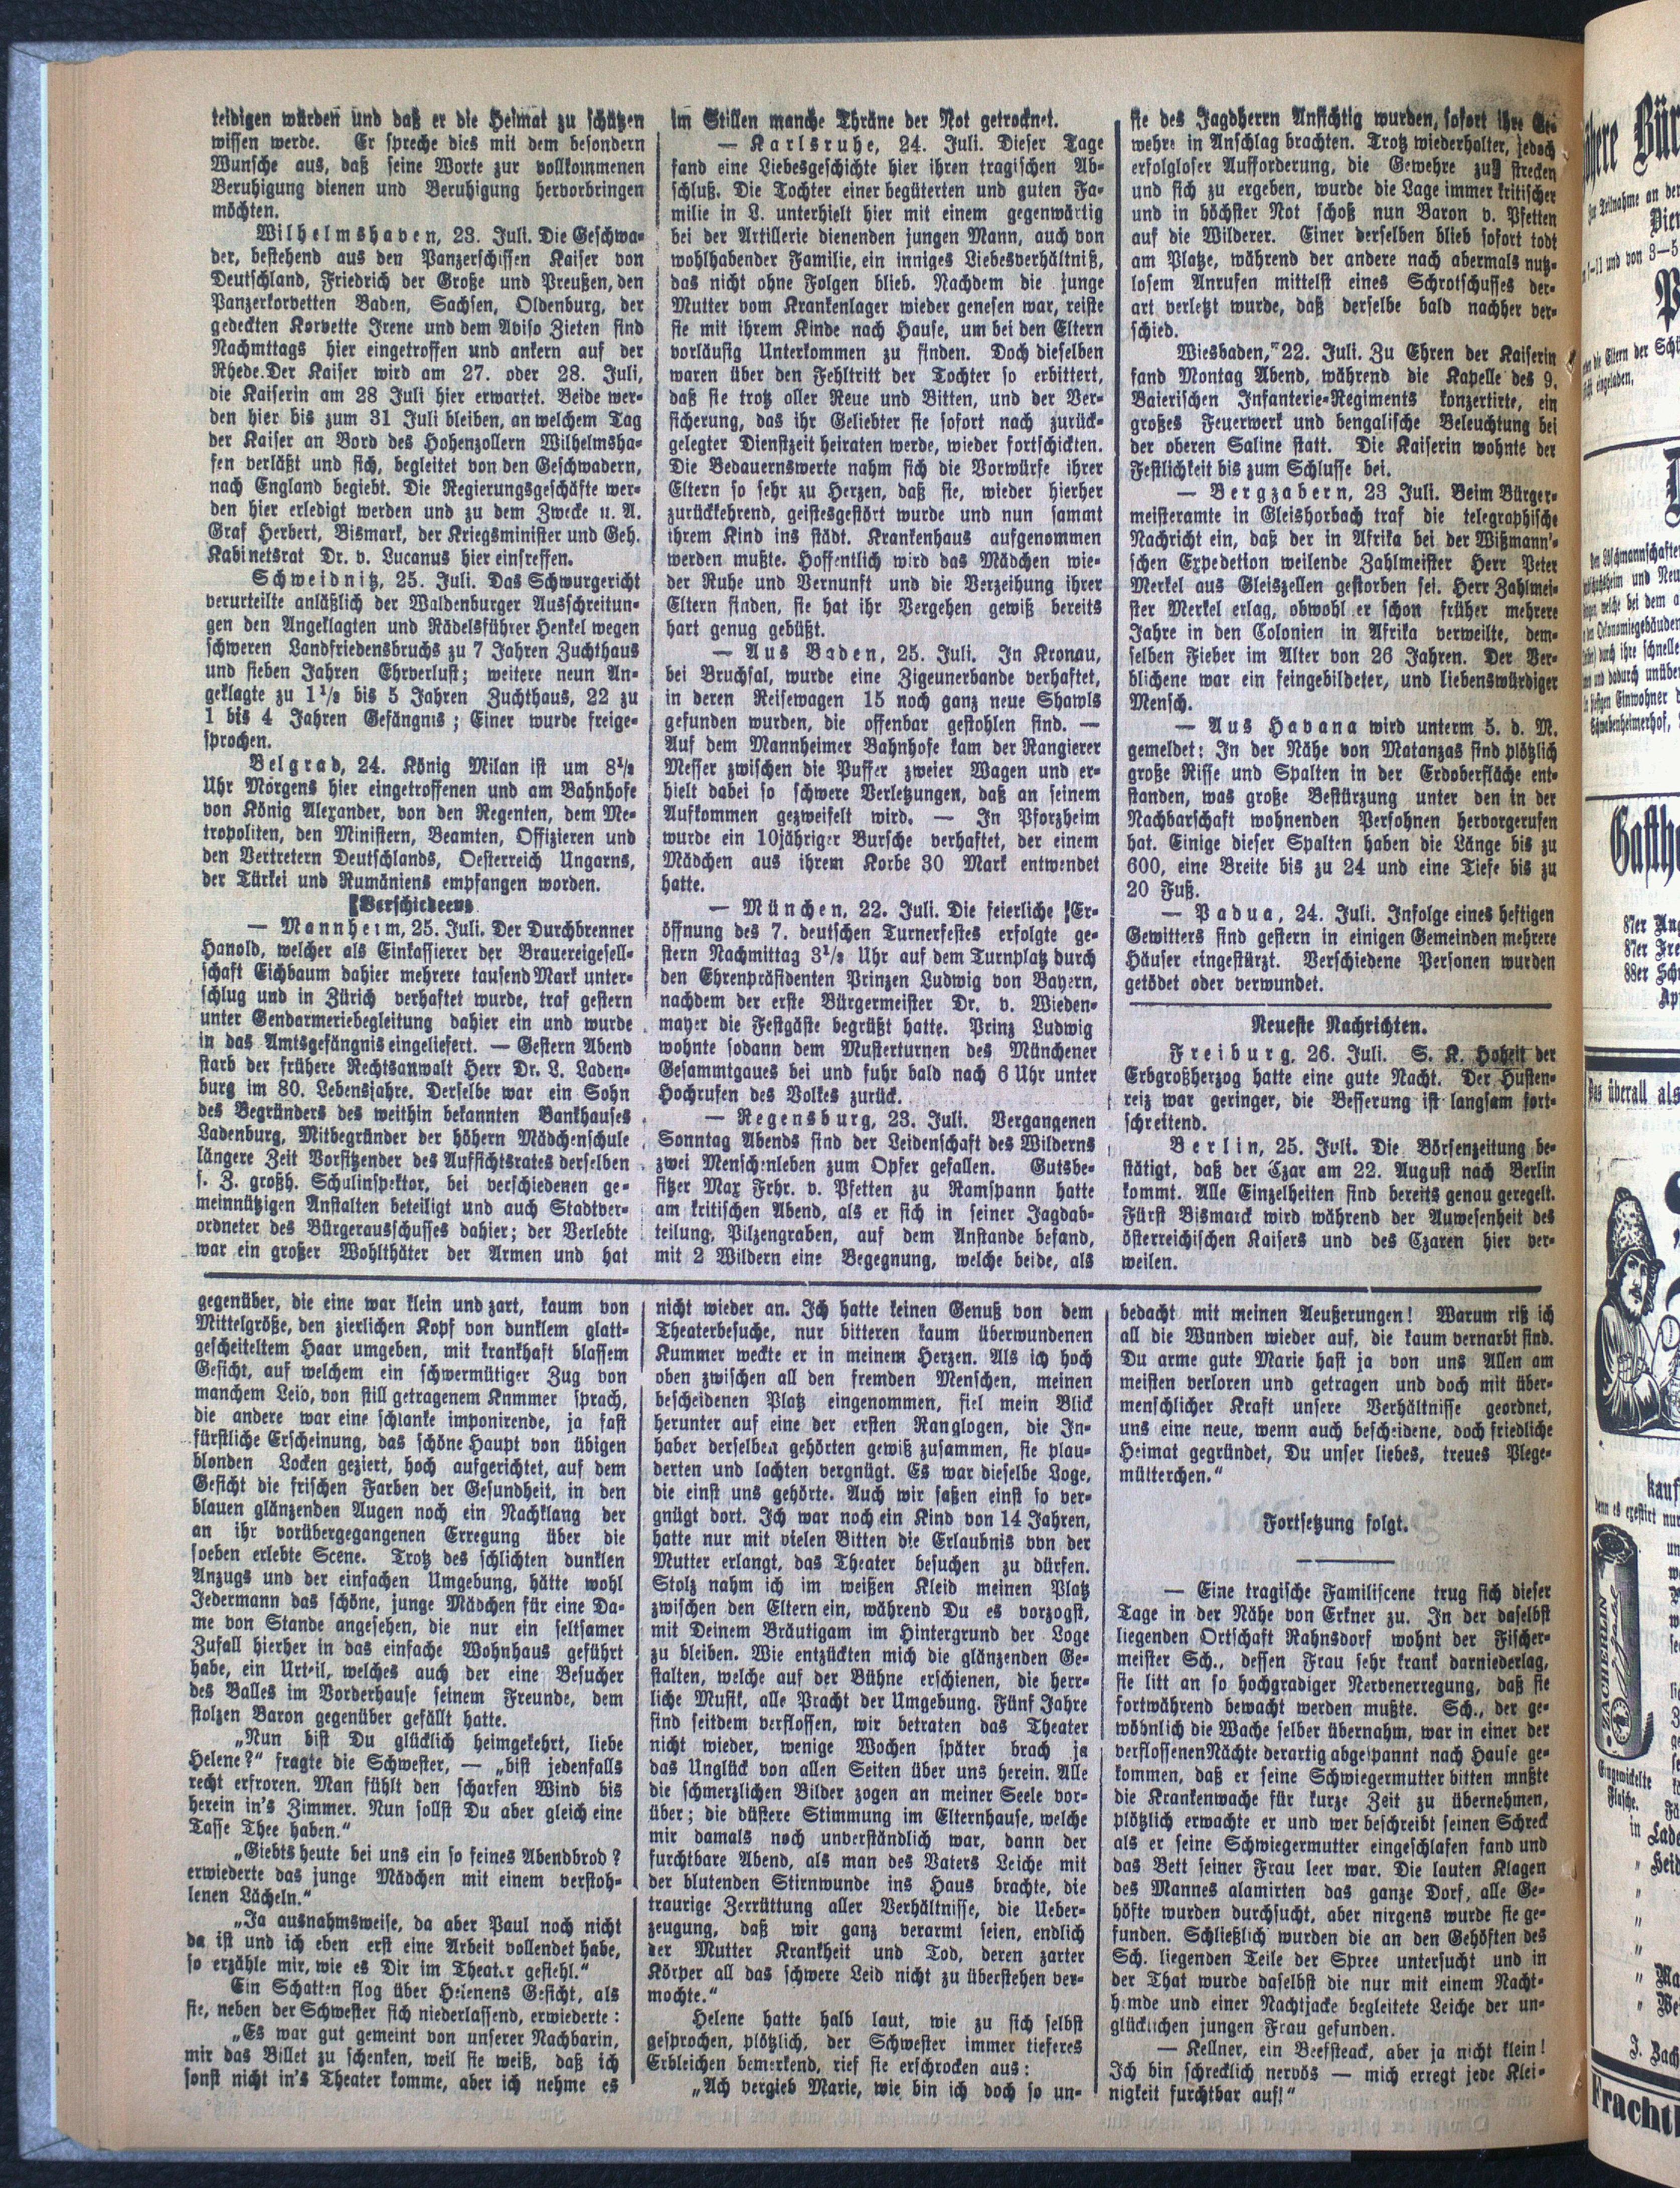 teidigen würden und daß er die Heimat zu schützen
wissen werde. Er spreche dies mit dem besondern
Wunsche aus, daß seine Worte zur vollkommenen
Beruhigung dienen und Beruhigung hervorbringen
möchten.
Wilhelmshaven, 23. Juli. Die Geschwa-
der, bestehend aus den Panzerschiffen Kaiser von
Deutschland, Friedrich der Große und Preußen, den
Panzerkorvetten Baden, Sachsen, Oldenburg, der
gedeckten Korvette Irene und dem Aviso Zieten sind
Nachmttags hier eingetroffen und ankern auf der
Rhede. Der Kaiser wird am 27. oder 28. Juli,
die Kaiserin am 28 Juli hier erwartet. Beide wer-
den hier bis zum 31 Juli bleiben, an welchem Tag
der Kaiser an Bord des Hohenzollern Wilhelmsha-
fen verläßt und sich, begleitet von den Geschwadern,
nach England begiebt. Die Regierungsgeschäfte wer-
den hier erledigt werden und zu dem Zwecke u. A.
Graf Herbert, Bismark, der Kriegsminister und Geh.
Kabinetsrat Dr. v. Lucanus hier einsreffen.
Schweidnitz, 25. Juli. Das Schwurgericht
verurteilte anläßlich der Waldenburger Ausschreitun-
gen den Angeklagten und Rädelsführer Henkel wegen
schweren Landfriedensbruchs zu 7 Jahren Zuchthaus
und sieben Jahren Ehrverlust; weitere neun An-
geklagte zu 1½ bis 5 Jahren Zuchthaus, 22 zu
1 bis 4 Jahren Gefängnis; Einer wurde freige-
sprochen.
Belgrad, 24. König Milan ist um 8½
Uhr Morgens hier eingetroffenen und am Bahnhofe
von König Alexander, von den Regenten, dem Me-
tropoliten, den Ministern, Beamten, Offizieren und
den Vertretern Deutschlands, Oesterreich Ungarns,
der Türkei und Rumäniens empfangen worden.
Verschiedens
— Mannheim, 25. Juli. Der Durchbrenner
Hanold, welcher als Einkassierer der Brauereigesell-
schaft Eichbaum dahier mehrere tausend Mark unter-
schlug und in Zürich verhaftet wurde, traf gestern
unter Gendarmeriebegleitung dahier ein und wurde
in das Amtsgefängnis eingeliefert. — Gestern Abend
starb der frühere Rechtsanwalt Herr Dr. L. Laden-
burg im 80. Lebensjahre. Derselbe war ein Sohn
des Begründers des weithin bekannten Bankhauses
Ladenburg, Mitbegründer der höhern Mädchenschule
längere Zeit Vorsitzender des Aufsichtsrates derselben
s. Z. großh. Schulinspektor, bei verschiedenen ge-
meinnützigen Anstalten beteiligt und auch Stadtver-
ordneter des Bürgerausschusses dahier; der Verlebte
war ein großer Wohlthäter der Armen und hat
im Stillen manche Thräne der Not getrocknet.
— Karlsruhe, 24. Juli. Dieser Tage
fand eine Liebesgeschichte hier ihren tragischen Ab-
schluß. Die Tochter einer begüterten und guten Fa-
milie in L. unterhielt hier mit einem gegenwärtig
bei der Artillerie dienenden jungen Mann, auch von
wohlhabender Familie, ein inniges Liebesverhältniß,
das nicht ohne Folgen blieb. Nachdem die junge
Mutter vom Krankenlager wieder genesen war, reiste
sie mit ihrem Kinde nach Hause, um bei den Eltern
vorläufig Unterkommen zu finden. Doch dieselben
waren über den Fehltritt der Tochter so erbittert,
daß sie trotz oller Reue und Bitten, und der Ver-
sicherung, das ihr Geliebter sie sofort nach zurück-
gelegter Dienstzeit heiraten werde, wieder fortschickten.
Die Bedauernswerte nahm sich die Vorwürfe ihrer
Eltern so sehr zu Herzen, daß sie, wieder hierher
zurückkehrend, geistesgestört wurde und nun sammt
ihrem Kind ins städt. Krankenhaus aufgenommen
werden mußte. Hoffentlich wird das Mädchen wie-
der Ruhe und Vernunft und die Verzeihung ihrer
Eltern finden, sie hat ihr Vergehen gewiß bereits
hart genug gebüßt.
— Aus Baden, 25. Juli. In Kronau,
bei Bruchsal, wurde eine Zigeunerbande verhaftet,
in deren Reisewagen 15 noch ganz neue Shawls
gefunden wurden, die offenbar gestohlen sind. —
Auf dem Mannheimer Bahnhofe kam der Rangierer
Messer zwischen die Puffer zweier Wagen und er-
hielt dabei so schwere Verletzungen, daß an seinem
Aufkommen gezweifelt wird. — In Pforzheim
wurde ein 10jähriger Bursche verhaftet, der einem
Mädchen aus ihrem Korbe 30 Mark entwendet
hatte.
— München, 22. Juli. Die feierliche Er-
öffnung des 7. deutschen Turnerfestes erfolgte ge-
stern Nachmittag 3½ Uhr auf dem Turnplatz durch
den Ehrenpräsidenten Prinzen Ludwig von Bayern,
nachdem der erste Bürgermeister Dr. v. Wieden-
mayer die Festgäste begrüßt hatte. Prinz Ludwig
wohnte sodann dem Musterturnen des Münchener
Gesammtgaues bei und fuhr bald nach 6 Uhr unter
Hochrufen des Volkes zurück.
— Regensburg, 23. Juli. Vergangenen
Sonntag Abends sind der Leidenschaft des Wilderns
zwei Menschenleben zum Opfer gefallen. Gutsbe-
sitzer Max Frhr. v. Pfetten zu Ramspann hatte
am kritischen Abend, als er sich in seiner Jagdab-
teilung, Pilzengraben, auf dem Anstande befand,
mit 2 Wildern eine Begegnung, welche beide, als
sie des Jagdherrn Ansichtig wurden, sofort ihre Ge-
wehre in Anschlag brachten. Trotz wiederhalter, jedoch
erfolgloser Aufforderung, die Gewehre zu strecken
und sich zu ergeben, wurde die Lage immer kritischer
und in höchster Not schoß nun Baron v. Pfetten
auf die Wilderer. Einer derselben blieb sofort todt
am Platze, während der andere nach abermals nutz-
losem Anrufen mittelst eines Schrotschusses der-
art verletzt wurde, daß derselbe bald nachher ver-
schied.
Wiesbaden, 22. Juli. Zu Ehren der Kaiserin
fand Montag Abend, während die Kapelle des 9.
Baierischen Infanterie-Regiments konzertirte, ein
großes Feuerwerk und bengalische Beleuchtung bei
der oberen Saline statt. Die Kaiserin wohnte der
Festlichkeit bis zum Schlusse bei.
— Bergzabern, 23 Juli. Beim Bürger-
meisteramte in Gleishorbach traf die telegraphische
Nachricht ein, daß der in Afrika bei der Wißmann'-
schen Expedetion weilende Zahlmeister Herr Peter
Merkel aus Gleiszellen gestorben sei. Herr Zahlmei-
ster Merkel erlag, obwohl er schon früher mehrere
Jahre in den Colonien in Afrika verweilte, dem-
selben Fieber im Alter von 26 Jahren. Der Ver-
blichene war ein feingebildeter, und liebenswürdiger
Mensch.
— Aus Havana wird unterm 5. d. M.
gemeldet: In der Nähe von Matanzas sind plötzlich
große Risse und Spalten in der Erdoberfläche ent-
standen, was große Bestürzung unter den in der
Nachbarschaft wohnenden Persohnen hervorgerufen
hat. Einige dieser Spalten haben die Länge bis zu
600, eine Breite bis zu 24 und eine Tiefe bis zu
20 Fuß.
— Padua, 24. Juli. Infolge eines heftigen
Gewitters sind gestern in einigen Gemeinden mehrere
Häuser eingestürzt. Verschiedene Personen wurden
getödet oder verwundet.
Neueste Nachrichten.
Freiburg, 26. Juli. S. K. Hoheit der
Erbgroßherzog hatte eine gute Nacht. Der Husten-
reiz war geringer, die Besserung ist langsam fort-
schreitend.
Berlin, 25. Juli. Die Börsenzeitung be-
stätigt, daß der Czar am 22. August nach Berlin
kommt. Alle Einzelheiten sind bereits genau geregelt.
Fürst Bismarck wird während der Auwesenheit des
österreichischen Kaisers und des Czaren hier ver-
weilen.
gegenüber, die eine war klein und zart, kaum von
Mittelgröße, den zierlichen Kopf von dunklem glatt-
gescheiteltem Haar umgeben, mit krankhaft blassem
Gesicht, auf welchem ein schwermütiger Zug von
manchem Leid, von still getragenem Knmmer sprach,
die andere war eine schlanke imponirende, ja fast
fürstliche Erscheinung, das schöne Haupt von übigen
blonden Locken geziert, hoch aufgerichtet, auf dem
Gesicht die frischen Farben der Gesundheit, in den
blauen glänzenden Augen noch ein Nachklang der
an ihr vorübergegangenen Erregung über die
soeben erlebte Scene. Trotz des schlichten dunklen
Anzugs und der einfachen Umgebung, hätte wohl
Jedermann das schöne, junge Mädchen für eine Da-
me von Stande angesehen, die nur ein seltsamer
Zufall hierher in das einfache Wohnhaus geführt
habe, ein Urteil, welches auch der eine Besucher
des Balles im Vorderhause seinem Freunde, dem
stolzen Baron gegenüber gefällt hatte.
„Nun bist Du glücklich heimgekehrt, liebe
Helene?“ fragte die Schwester, — „bist jedenfalls
recht erfroren. Man fühlt den scharfen Wind bis
herein in's Zimmer. Nun sollst Du aber gleich eine
Tasse Thee haben.“
„Giebts heute bei uns ein so feines Abendbrod?
erwiederte das junge Mädchen mit einem verstoh-
lenen Lächeln.“
„Ja ausnahmsweise, da aber Paul noch nicht
da ist und ich eben erst eine Arbeit vollendet habe,
so erzähle mir, wie es Dir im Theater gefiehl.“
Ein Schatten flog über Helenens Gesicht, als
sie, neben der Schwester sich niederlassend, erwiederte:
„Es war gut gemeint von unserer Nachbarin,
mir das Billet zu schenken, weil sie weiß, daß ich
sonst nicht in's Theater komme, aber ich nehme es
nicht wieder an. Ich hatte keinen Genuß von dem
Theaterbesuche, nur bitteren kaum überwundenen
Kummer weckte er in meinem Herzen. Als ich hoch
oben zwischen all den fremden Menschen, meinen
bescheidenen Platz eingenommen, fiel mein Blick
herunter auf eine der ersten Ranglogen, die In-
haber derselben gehörten gewiß zusammen, sie plau-
derten und lachten vergnügt. Es war dieselbe Loge,
die einst uns gehörte. Auch wir saßen einst so ver-
gnügt dort. Ich war noch ein Kind von 14 Jahren,
hatte nur mit vielen Bitten die Erlaubnis von der
Mutter erlangt, das Theater besuchen zu dürfen.
Stolz nahm ich im weißen Kleid meinen Platz
zwischen den Eltern ein, während Du es vorzogst,
mit Deinem Bräutigam im Hintergrund der Loge
zu bleiben. Wie entzückten mich die glänzenden Ge-
stalten, welche auf der Bühne erschienen, die herr-
liche Musik, alle Pracht der Umgebung. Fünf Jahre
sind seitdem verflossen, wir betraten das Theater
nicht wieder, wenige Wochen später brach ja
das Unglück von allen Seiten über uns herein. Alle
die schmerzlichen Bilder zogen an meiner Seele vor-
über; die düstere Stimmung im Elternhause, welche
mir damals noch unverständlich war, dann der
furchtbare Abend, als man des Vaters Leiche mit
der blutenden Stirnwunde ins Haus brachte, die
traurige Zerrüttung aller Verhältnisse, die Ueber-
zeugung, daß wir ganz verarmt seien, endlich
der Mutter Krankheit und Tod, deren zarter
Körper all das schwere Leid nicht zu überstehen ver-
mochte.“
Helene hatte halb laut, wie zu sich selbst
gesprochen, plötzlich, der Schwester immer tieferes
Erbleichen bemerkend, rief sie erschrocken aus:
„Ach vergieb Marie, wie bin ich doch so un-
bedacht mit meinen Aeußerungen! Warum riß ich
all die Wunden wieder auf, die kaum vernarbt sind.
Du arme gute Marie hast ja von uns Allen am
meisten verloren und getragen und doch mit über-
menschlicher Kraft unsere Verhältnisse geordnet,
uns eine neue, wenn auch bescheidene, doch friedliche
Heimat gegründet, Du unser liebes, treues Plege-
mütterchen.“
Fortsetzung folgt.
— Eine tragische Familiscene trug sich dieser
Tage in der Nähe von Erkner zu. In der daselbst
liegenden Ortschaft Rahnsdorf wohnt der Fischer-
meister Sch., dessen Frau sehr krank darniederlag,
sie litt an so hochgradiger Nervenerregung, daß sie
fortwährend bewacht werden mußte. Sch., der ge-
wöbnlich die Wache selber übernahm, war in einer der
verflossenen Nächte derartig abgespannt nach Hause ge-
kommen, daß er seine Schwiegermutter bitten mnßte
die Krankenwache für kurze Zeit zu übernehmen,
plötzlich erwachte er und wer beschreibt seinen Schreck
als er seine Schwiegermutter eingeschlafen fand und
das Bett seiner Frau leer war. Die lauten Klagen
des Mannes alamirten das ganze Dorf, alle Ge-
höfte wurden durchsucht, aber nirgens wurde sie ge-
funden. Schließlich wurden die an den Gehöften des
Sch. liegenden Teile der Spree untersucht und in
der That wurde daselbst die nur mit einem Nacht-
hemde und einer Nachtjacke begleitete Leiche der un-
glücklichen jungen Frau gefunden.
— Kellner, ein Beefsteack, aber ja nicht klein!
Ich bin schrecklich nervös — mich erregt jede Klei-
nigkeit furchtbar auf!“
und von 3—5
eingeladen.
87er
87er
88er
Das überall als
kauf
ZACHERLIN
Flasche.
in
J. Zach